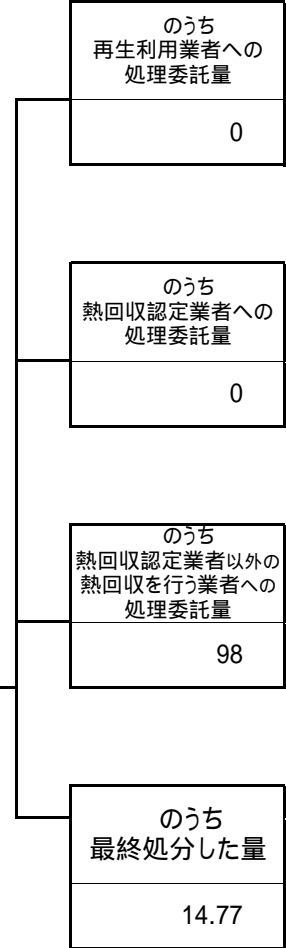 のうち
再生利用業者への
処理委託量
0
のうち
熱回収認定業者への
処理委託量
0
のうち
熱回収認定業者以外の
熱回収を行う業者への
処理委託量
98
のうち
最終処分した量
14.77